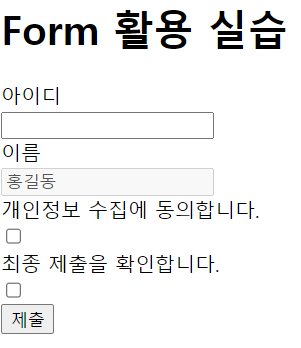 Form 활용 실습
아이디
이름
홍길동
개인정보 수집에 동의합니다.
최종 제출을 확인합니다.
제출